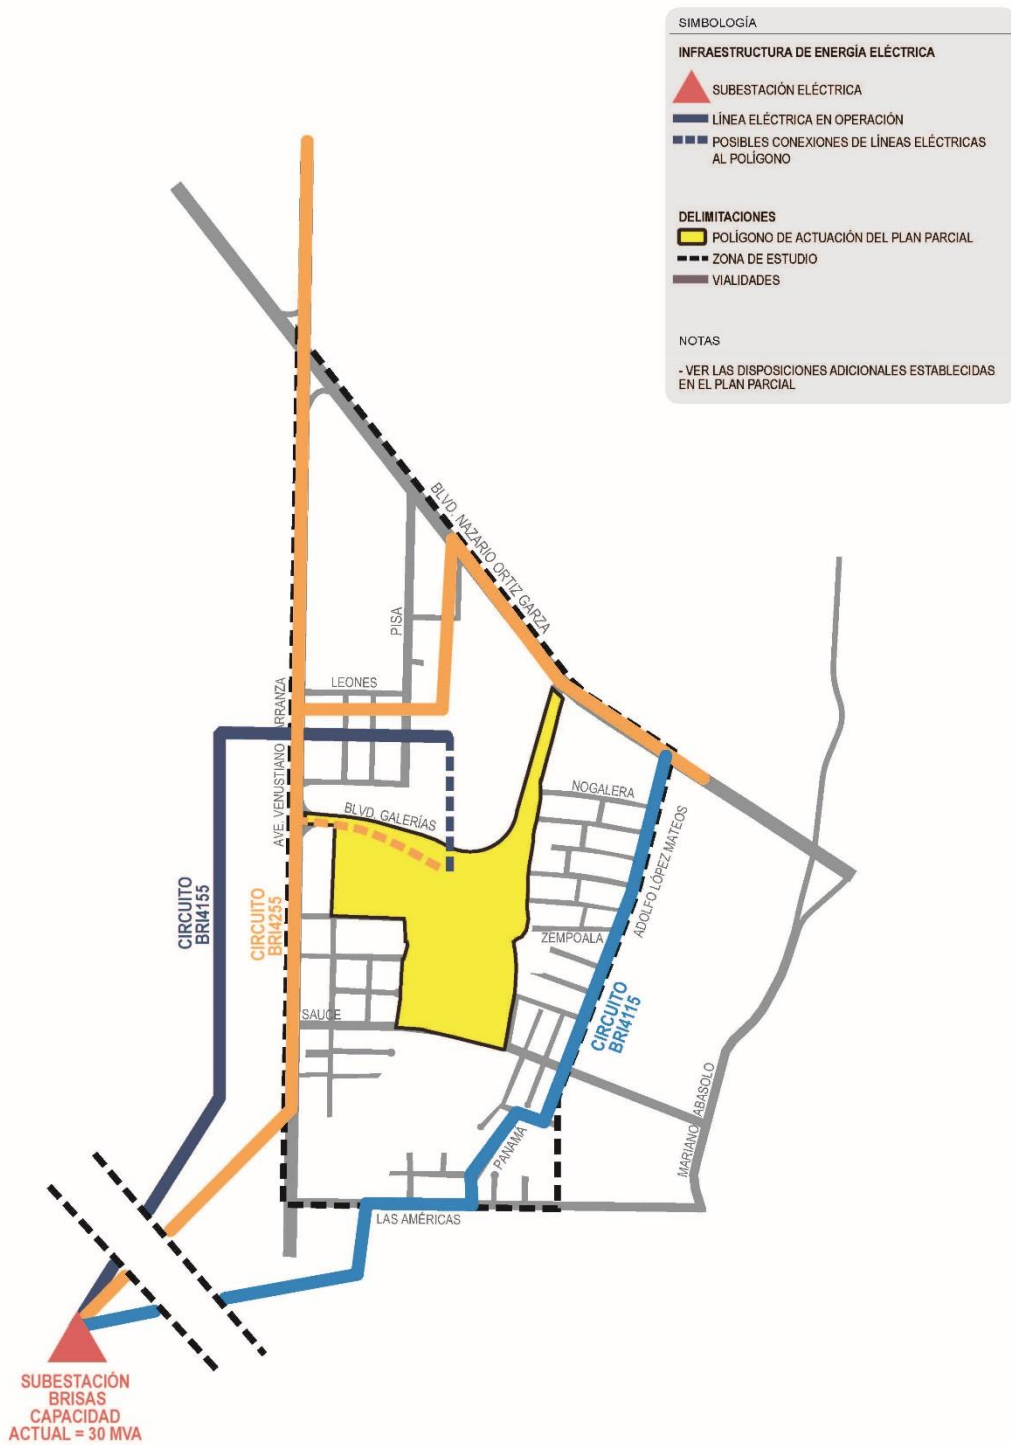 SIMBOLOGÍA
INFRAESTRUCTURA DE ENERGÍA ELÉCTRICA
SUBESTACIÓN ELÉCTRICA
LÍNEA ELÉCTRICA EN OPERACIÓN
POSIBLES CONEXIONES DE LÍNEAS ELÉCTRICAS
AL POLÍGONO
DELIMITACIONES
POLÍGONO DE ACTUACIÓN DEL PLAN PARCIAL
ZONA DE ESTUDIO
VIALIDADES
NOTAS
- VER LAS DISPOSICIONES ADICIONALES ESTABLECIDAS
EN EL PLAN PARCIAL
BLVD. NAZARIO ORTIZ GARZA
PISA
LEONES
AVE. VENUSTIANO ARRANZA
BLVD. GALERÍAS
NOGALERA
ADOLFO LÓPEZ MATEOS
ZEMPOALA
CIRCUITO
BRI4155
CIRCUITO
BRI4255
CIRCUITO
BRI4115
SAUCE
PANAMÁ
MARIANO ABASOLO
LAS AMÉRICAS
SUBESTACIÓN
BRISAS
CAPACIDAD
ACTUAL = 30 MVA